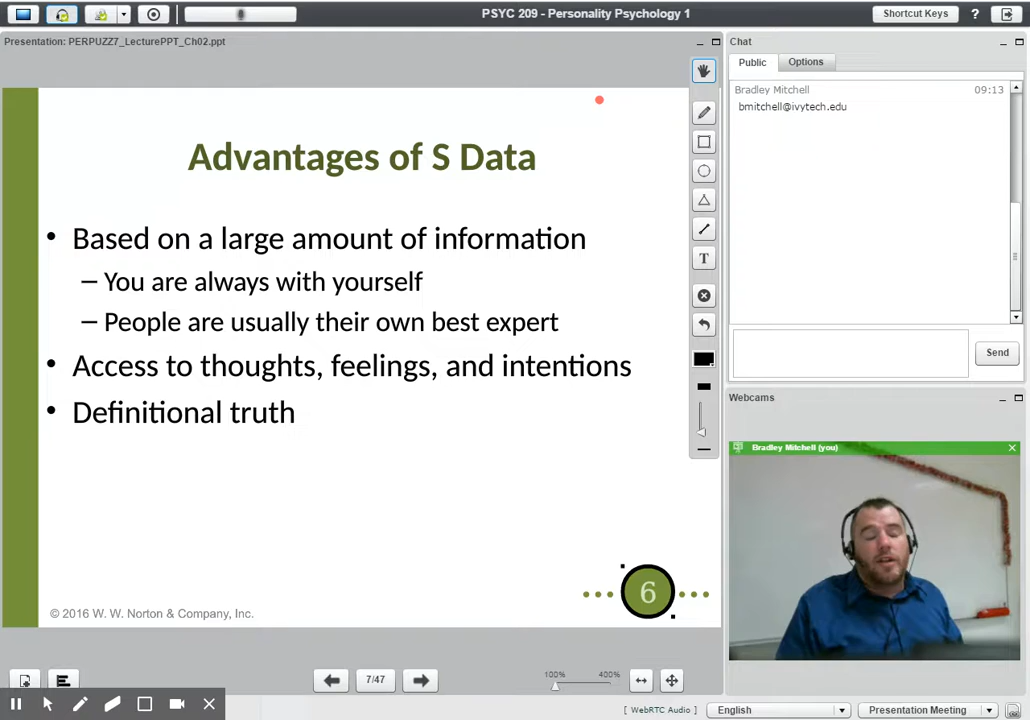 PSYC 209 - Personality Psychology 1
Shortcut Keys
?
Presentation: PERPUZZ7_LecturePPT_Ch02.ppt
Advantages of S Data
• Based on a large amount of information
– You are always with yourself
– People are usually their own best expert
• Access to thoughts, feelings, and intentions
• Definitional truth
6
© 2016 W. W. Norton & Company, Inc.
T
7/47
100%
400%
Chat
Public
Options
Bradley Mitchell
09:13
bmitchell@ivytech.edu
Send
Webcams
Bradley Mitchell (you)
[ WebRTC Audio ]
English
Presentation Meeting